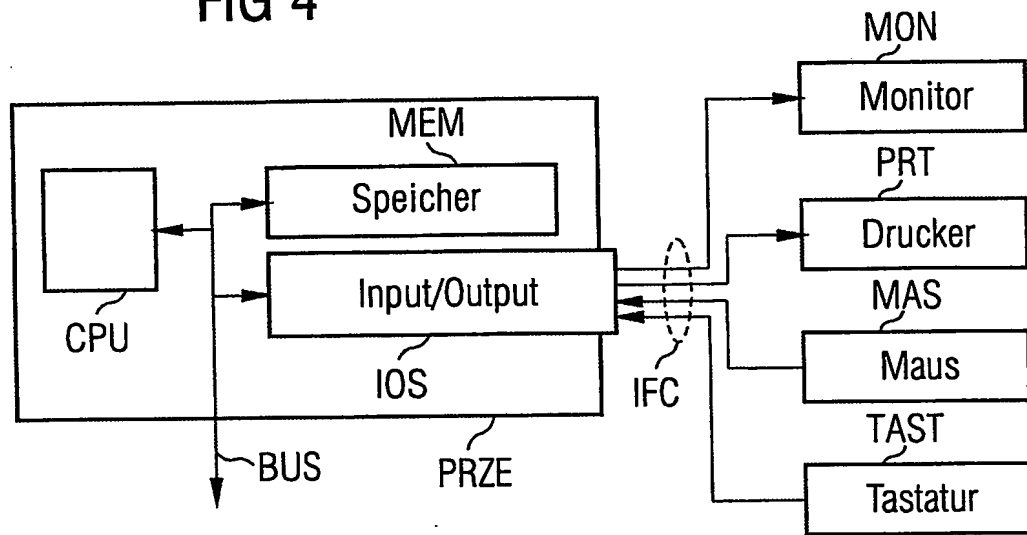 FIG 4
MON
Monitor
MEM
Speicher
PRT
Drucker
Input/Output
CPU
IOS
IFC
MAS
Maus
BUS
PRZE
TAST
Tastatur